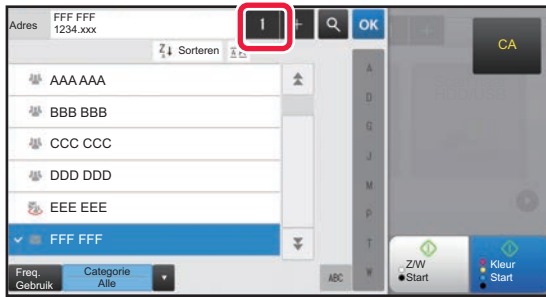 Adres
FFF FFF
1234.xxx
1
+
OK
CA
Sorteren
AAA AAA
BBB BBB
CCC CCC
DDD DDD
EEE EEE
FFF FFF
A
D
G
J
M
P
T
W
ABC
Freq.
Gebruik
Categorie
Alle
Z/W
Start
Kleur
Start